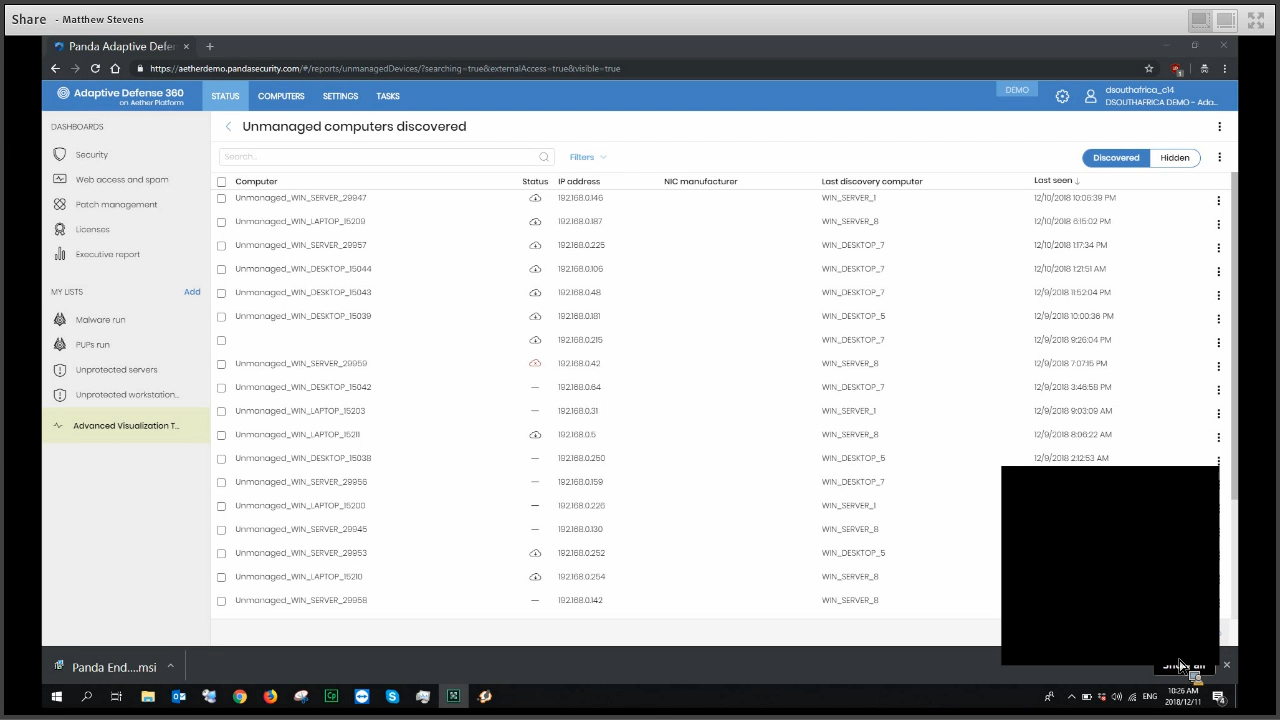 Share - Matthew Stevens
Panda Adaptive Defen
https://aetherdemo.pandasecurity.com/#/reports/unmanagedDevices/?searching=true&externalAccess=true&visible=true
Adaptive Defense 360
on Aether Platform
STATUS COMPUTERS SETTINGS TASKS
DEMO
dsouthafrica_c14
DSOUTHAFRICA DEMO - Ada...
DASHBOARDS
Security
Web access and spam
Patch management
Licenses
Executive report
MY LISTS Add
Malware run
PUPs run
Unprotected servers
Unprotected workstation...
Advanced Visualization T...
Unmanaged computers discovered
Search... Filters Discovered Hidden
Computer Status IP address NIC manufacturer Last discovery computer Last seen
Unmanaged_WIN_SERVER_29947 192.168.0.146 WIN_SERVER_1 12/10/2018 10:06:39 PM
Unmanaged_WIN_LAPTOP_15209 192.168.0.187 WIN_SERVER_8 12/10/2018 6:15:02 PM
Unmanaged_WIN_SERVER_29957 192.168.0.225 WIN_DESKTOP_7 12/10/2018 1:17:34 PM
Unmanaged_WIN_DESKTOP_15044 192.168.0.106 WIN_DESKTOP_7 12/10/2018 1:21:51 AM
Unmanaged_WIN_DESKTOP_15043 192.168.0.48 WIN_DESKTOP_7 12/9/2018 11:52:04 PM
Unmanaged_WIN_DESKTOP_15039 192.168.0.181 WIN_DESKTOP_5 12/9/2018 10:00:36 PM
192.168.0.215 WIN_DESKTOP_7 12/9/2018 9:26:04 PM
Unmanaged_WIN_SERVER_29959 192.168.0.42 WIN_SERVER_8 12/9/2018 7:07:15 PM
Unmanaged_WIN_DESKTOP_15042 — 192.168.0.64 WIN_DESKTOP_7 12/9/2018 3:46:58 PM
Unmanaged_WIN_LAPTOP_15203 — 192.168.0.31 WIN_SERVER_1 12/9/2018 9:03:09 AM
Unmanaged_WIN_LAPTOP_15211 192.168.0.5 WIN_SERVER_8 12/9/2018 8:06:22 AM
Unmanaged_WIN_DESKTOP_15038 — 192.168.0.250 WIN_DESKTOP_5 12/9/2018 2:12:53 AM
Unmanaged_WIN_SERVER_29956 — 192.168.0.159 WIN_DESKTOP_7
Unmanaged_WIN_LAPTOP_15200 — 192.168.0.226 WIN_SERVER_1
Unmanaged_WIN_SERVER_29945 — 192.168.0.130 WIN_SERVER_8
Unmanaged_WIN_SERVER_29953 192.168.0.252 WIN_DESKTOP_5
Unmanaged_WIN_LAPTOP_15210 192.168.0.254 WIN_SERVER_8
Unmanaged_WIN_SERVER_29958 — 192.168.0.142 WIN_SERVER_8
Panda End....msi
ENG
10:26 AM
2018/12/11